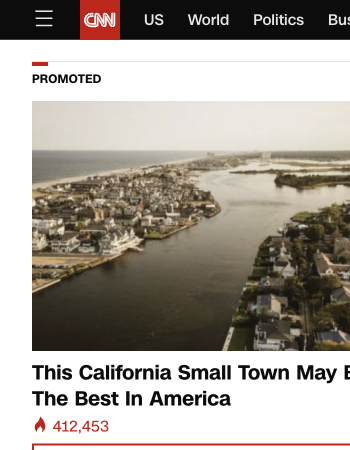 CNN US World Politics Bus
PROMOTED
This California Small Town May
The Best In America
412,453